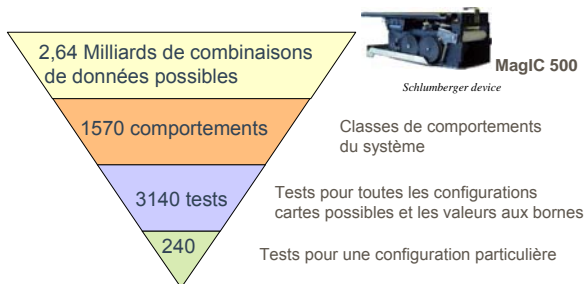 2,64 Milliards de combinaisons
de données possibles
MagIC 500
Schlumberger device
1570 comportements
Classes de comportements
du système
3140 tests
Tests pour toutes les configurations
cartes possibles et les valeurs aux bornes
240
Tests pour une configuration particulière